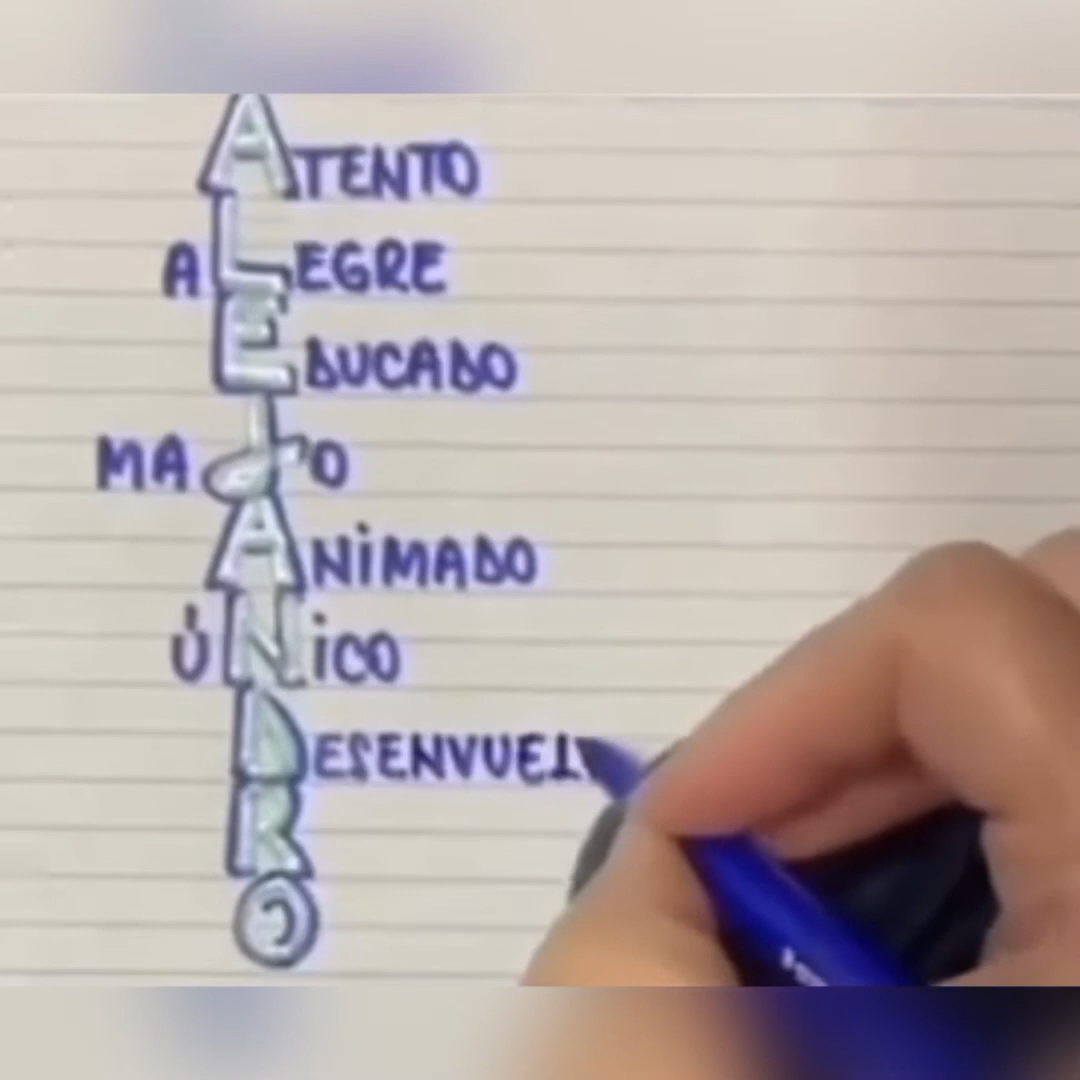 ATENTO
ALEGRE
EDUCADO
MAJO
ANiMADO
ÚNiCO
DESENVUEL
R
O